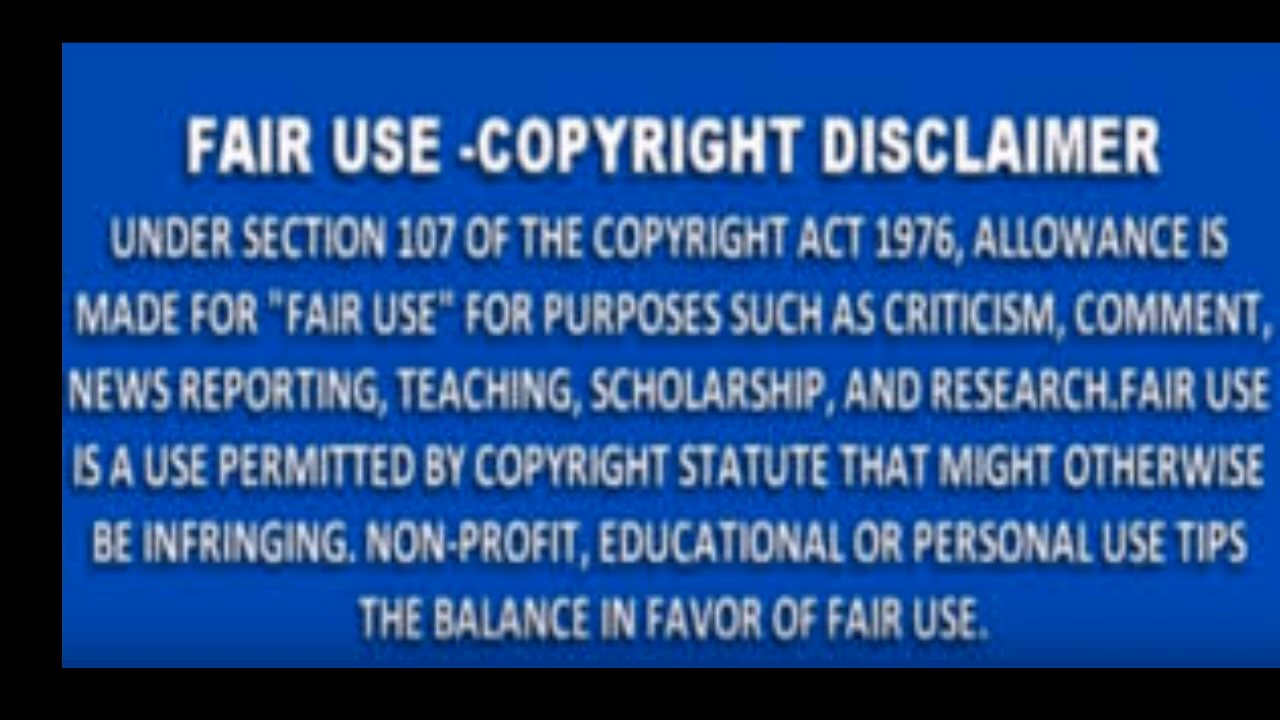 FAIR USE -COPYRIGHT DISCLAIMER
UNDER SECTION 107 OF THE COPYRIGHT ACT 1976, ALLOWANCE IS
MADE FOR "FAIR USE" FOR PURPOSES SUCH AS CRITICISM, COMMENT,
NEWS REPORTING, TEACHING, SCHOLARSHIP, AND RESEARCH.FAIR USE
IS A USE PERMITTED BY COPYRIGHT STATUTE THAT MIGHT OTHERWISE
BE INFRINGING. NON-PROFIT, EDUCATIONAL OR PERSONAL USE TIPS
THE BALANCE IN FAVOR OF FAIR USE.